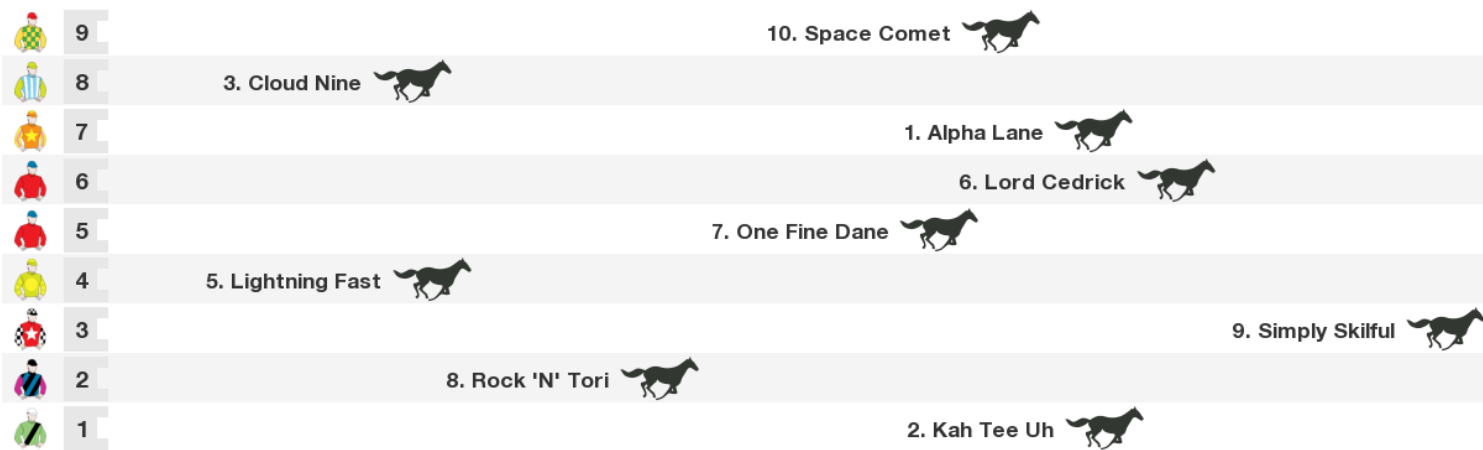 9 10. Space Comet
8 3. Cloud Nine
7 1. Alpha Lane
6 6. Lord Cedrick
5 7. One Fine Dane
4 5. Lightning Fast
3 9. Simply Skilful
2 8. Rock 'N' Tori
1 2. Kah Tee Uh